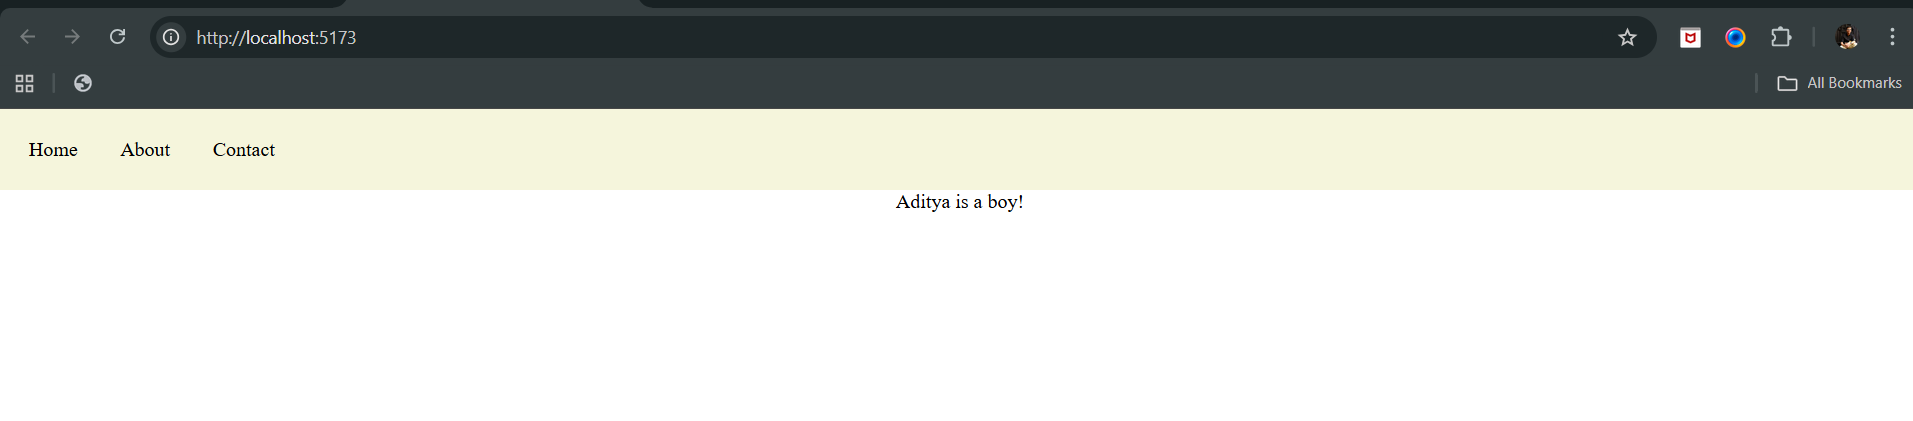 http://localhost:5173
All Bookmarks
Home About Contact
Aditya is a boy!